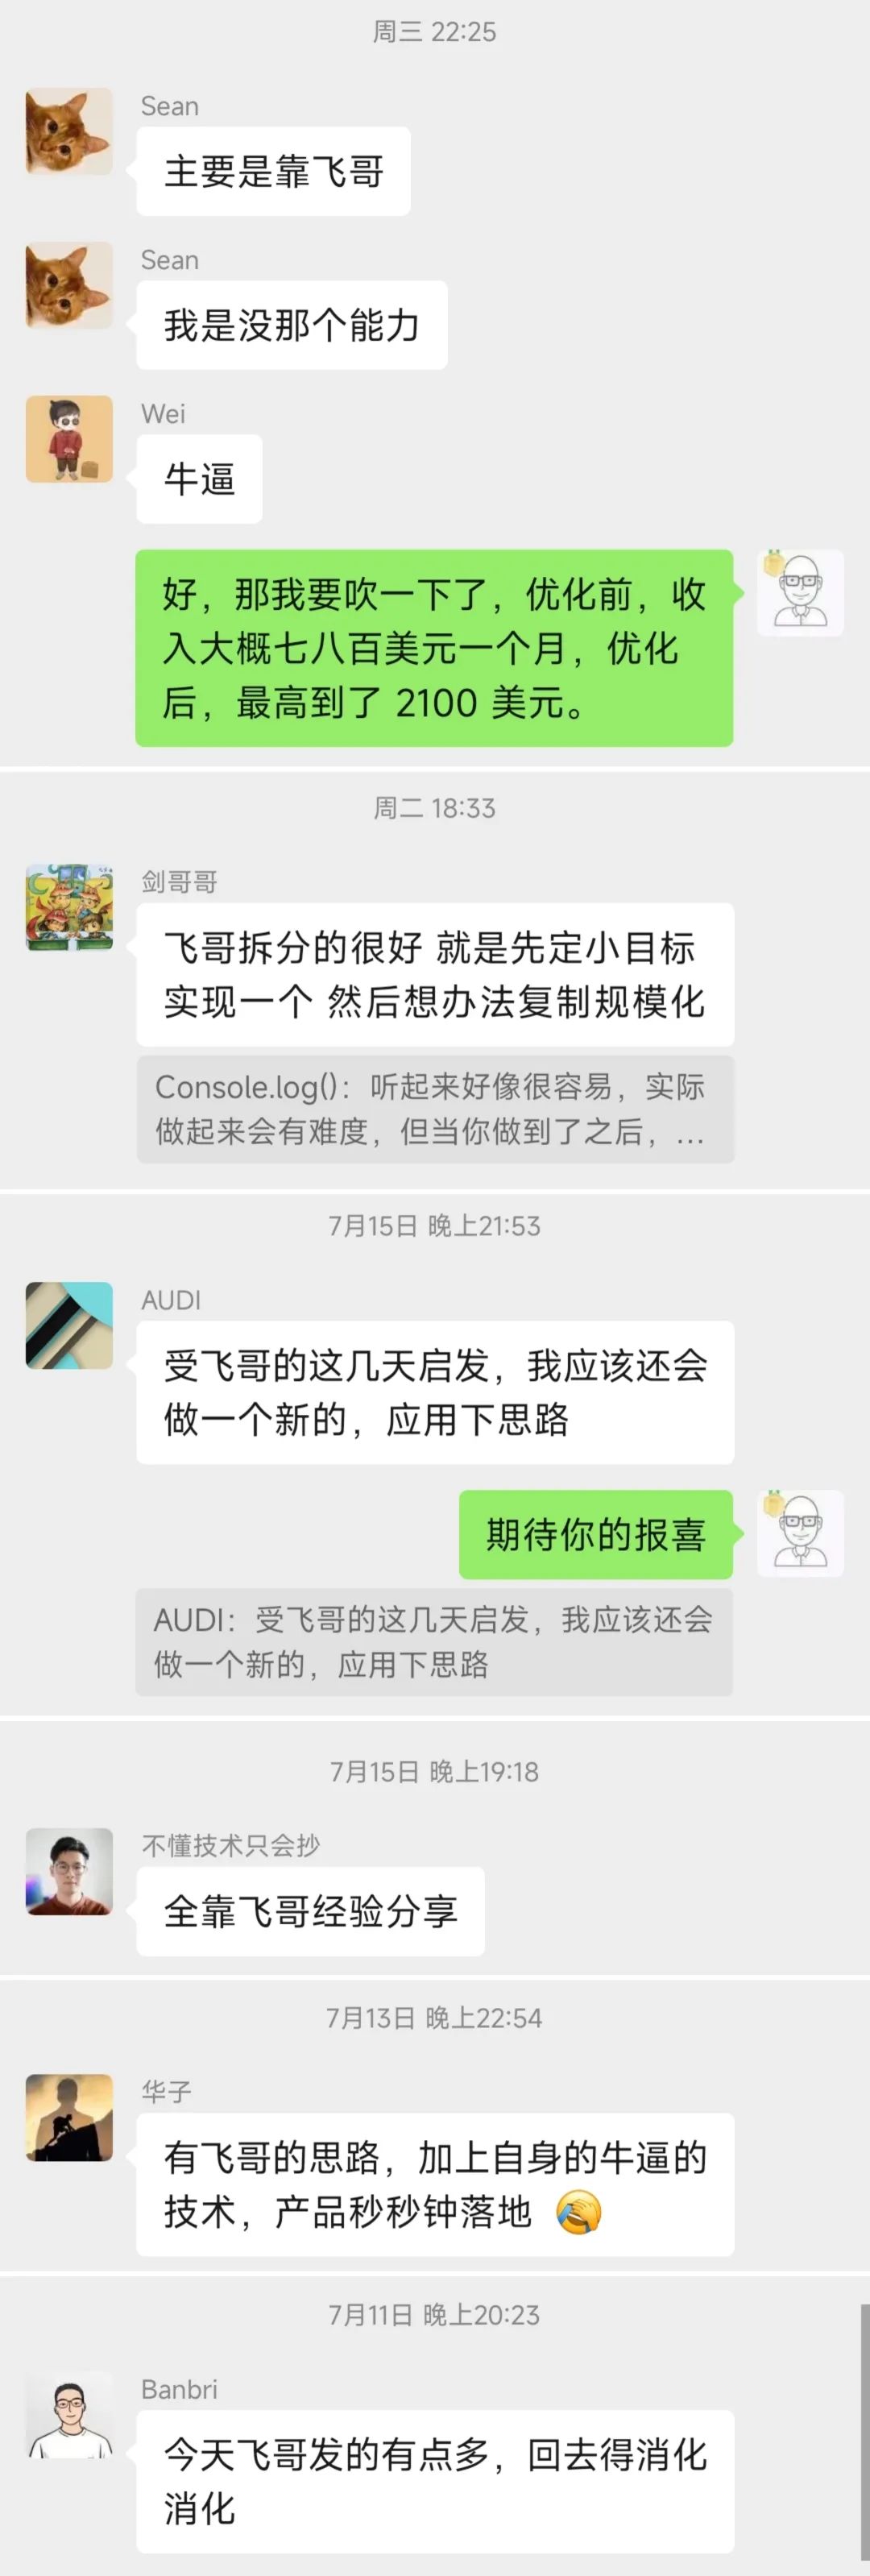 周三 22:25
Sean
主要是靠飞哥
Sean
我是没那个能力
Wei
牛逼
好，那我要吹一下了，优化前，收
入大概七八百美元一个月，优化
后，最高到了 2100 美元。
周二 18:33
剑哥哥
飞哥拆分的很好 就是先定小目标
实现一个 然后想办法复制规模化
Console.log()：听起来好像很容易，实际
做起来会有难度，但当你做到了之后，...
7月15日 晚上21:53
AUDI
受飞哥的这几天启发，我应该还会
做一个新的，应用下思路
期待你的报喜
AUDI：受飞哥的这几天启发，我应该还会
做一个新的，应用下思路
7月15日 晚上19:18
不懂技术只会抄
全靠飞哥经验分享
7月13日 晚上22:54
华子
有飞哥的思路，加上自身的牛逼的
技术，产品秒秒钟落地 🤣
7月11日 晚上20:23
Banbri
今天飞哥发的有点多，回去得消化
消化